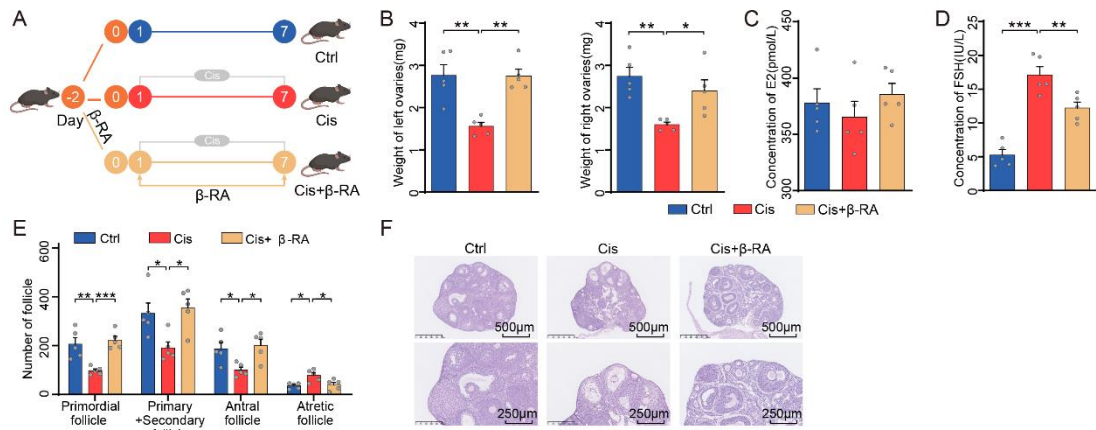 A
0
1
7
Ctrl
Cis
-2
0
1
7
Day
Cis
β-RA
Cis
0
1
7
β-RA
Cis+β-RA
B
Weight of left ovaries(mg)
4
3
2
1
0
** **
Weight of right ovaries(mg)
4
3
2
1
0
** *
C
Concentration of E2(pmol/L)
450
400
350
300
D
Concentration of FSH(IU/L)
25
20
15
10
5
0
*** **
Ctrl Cis Cis+β-RA
E
Ctrl Cis Cis+ β-RA
Number of follicle
600
400
200
0
** ***
* *
* *
* *
Primordial
follicle
Primary
+Secondary
Antral
follicle
Atretic
follicle
F
Ctrl Cis Cis+β-RA
500μm 500μm 500μm
250μm 250μm 250μm